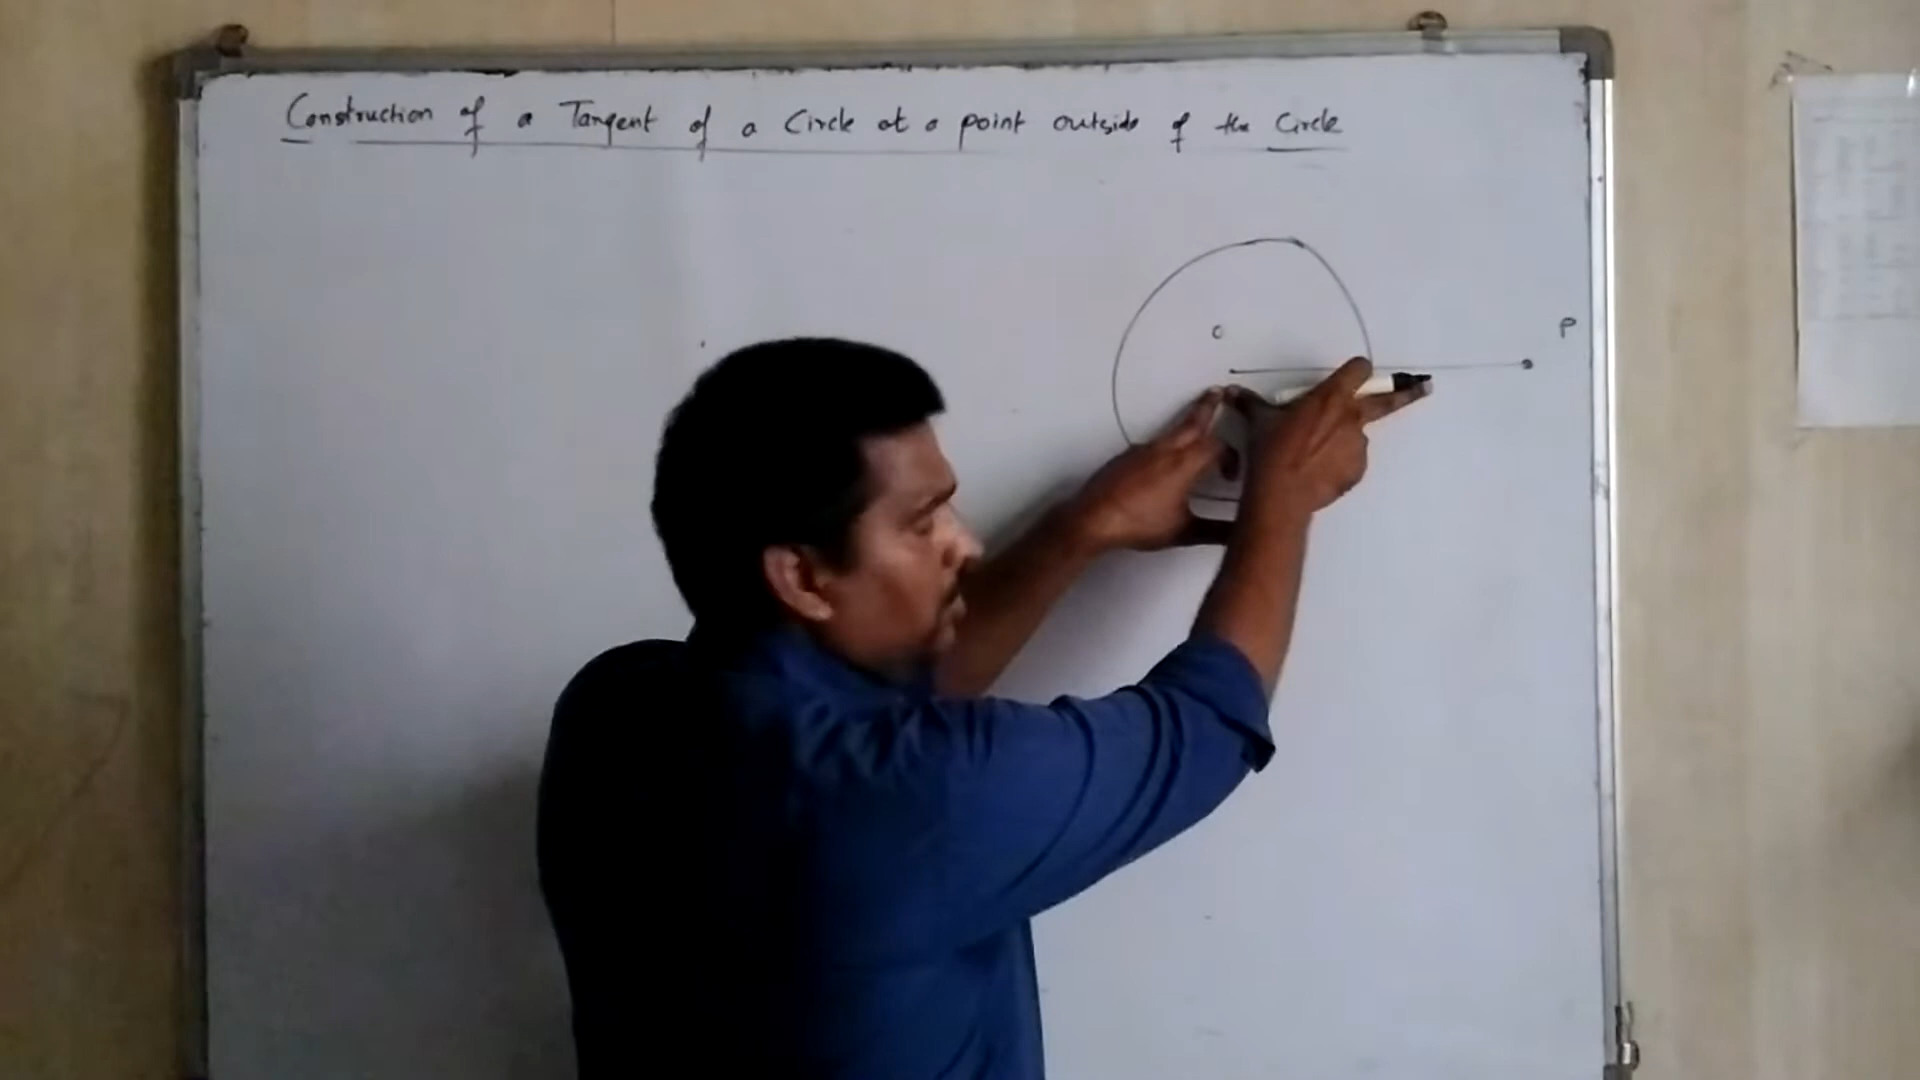 Construction of a Tangent of a Circle at a point outside of the Circle
O
P